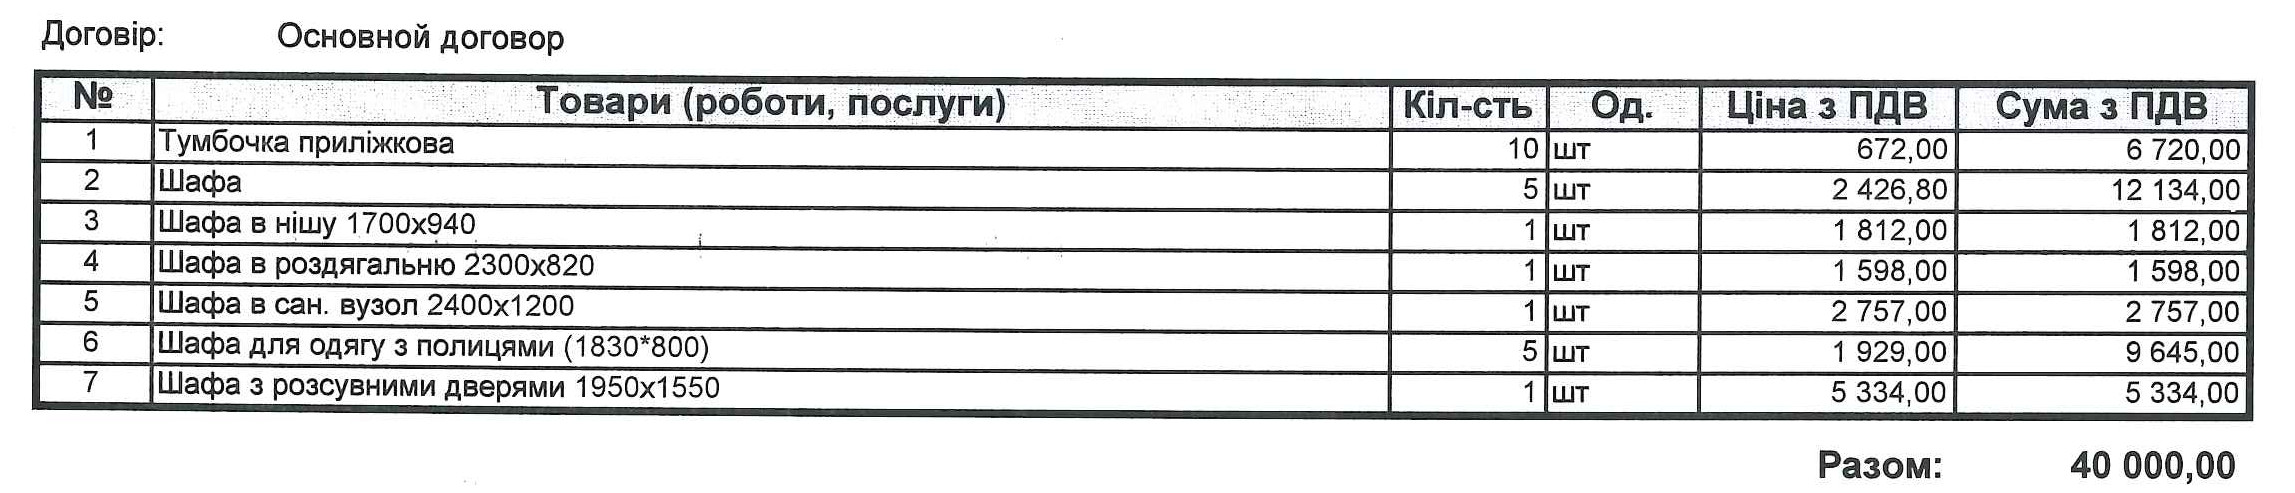 Договір: Основной договор
№ Товари (роботи, послуги) Кіл-сть Од. Ціна з ПДВ Сума з ПДВ
1 Тумбочка приліжкова 10 шт 672,00 6 720,00
2 Шафа 5 шт 2 426,80 12 134,00
3 Шафа в нішу 1700х940 1 шт 1 812,00 1 812,00
4 Шафа в роздягальню 2300х820 1 шт 1 598,00 1 598,00
5 Шафа в сан. вузол 2400х1200 1 шт 2 757,00 2 757,00
6 Шафа для одягу з полицями (1830*800) 5 шт 1 929,00 9 645,00
7 Шафа з розсувними дверями 1950х1550 1 шт 5 334,00 5 334,00
Разом: 40 000,00